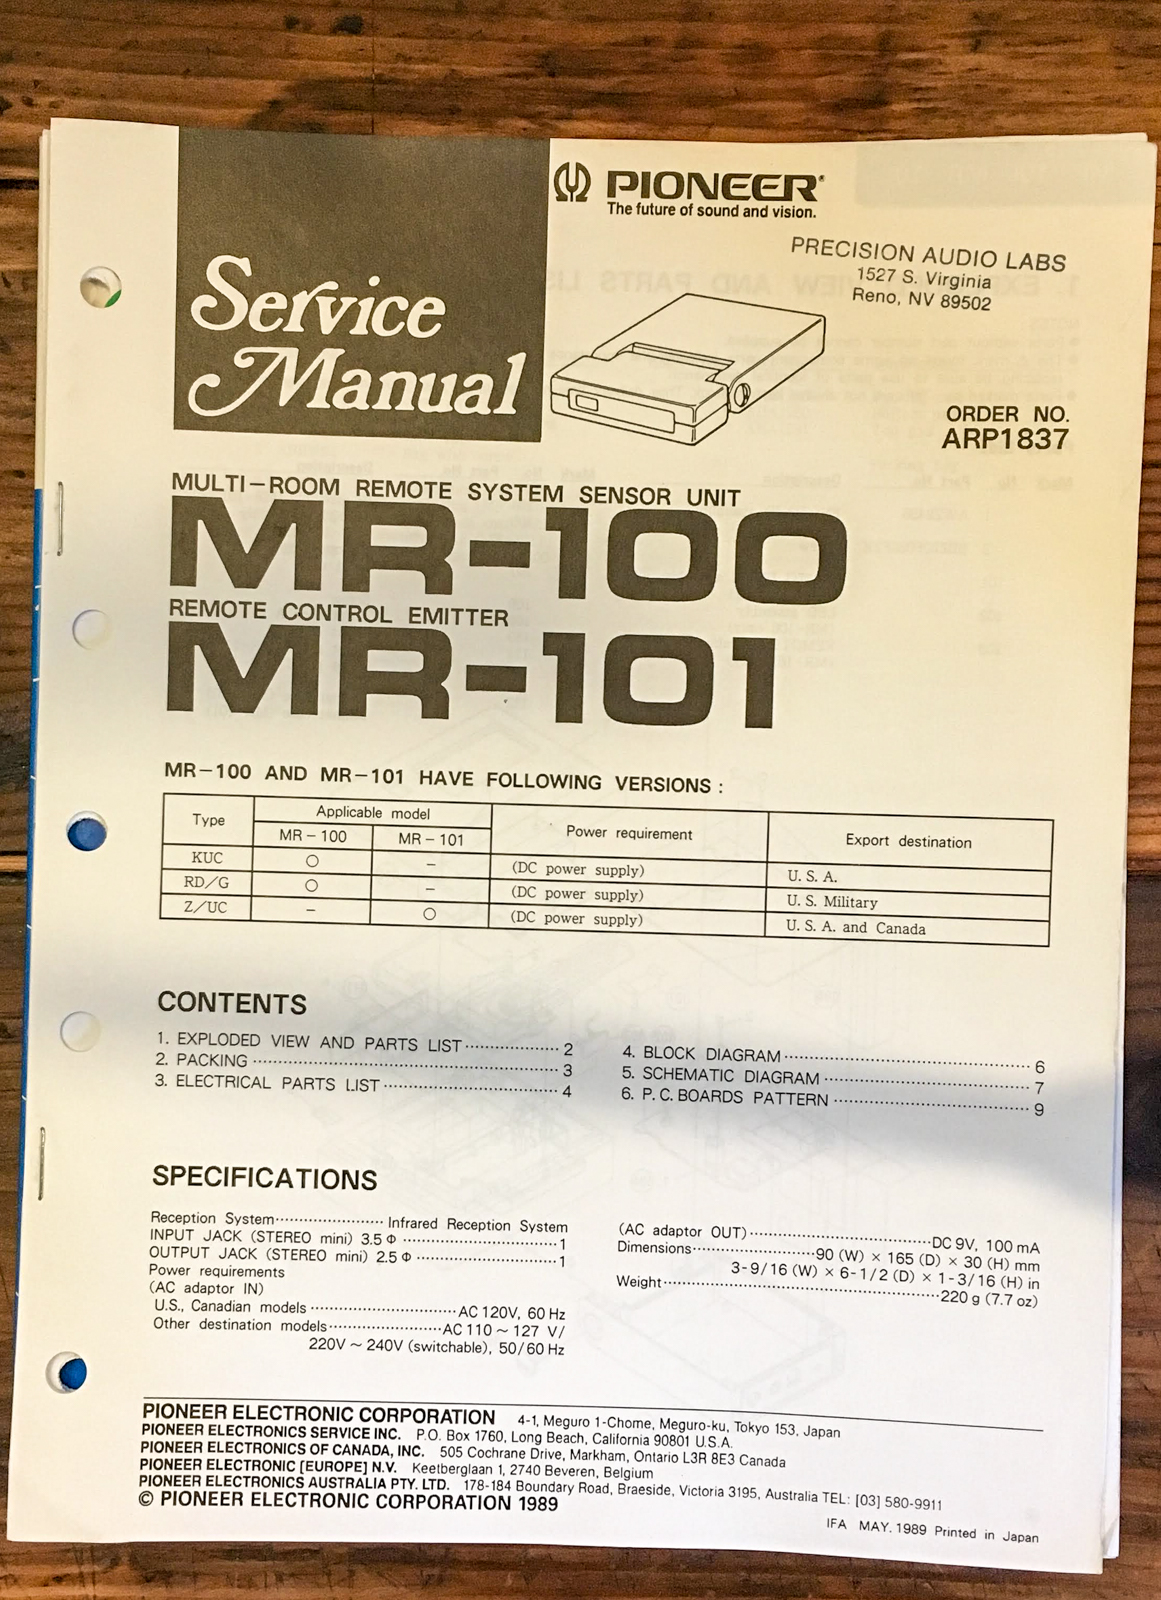 Service
Manual
PIONEER®
The future of sound and vision.
PRECISION AUDIO LABS
1527 S. Virginia
Reno, NV 89502
ORDER NO.
ARP1837
MULTI-ROOM REMOTE SYSTEM SENSOR UNIT
MR-100
REMOTE CONTROL EMITTER
MR-101
MR-100 AND MR-101 HAVE FOLLOWING VERSIONS :
Type Applicable model Power requirement Export destination
MR-100 MR-101
KUC ○ - (DC power supply) U. S. A.
RD/G ○ - (DC power supply) U. S. Military
Z/UC - ○ (DC power supply) U. S. A. and Canada
CONTENTS
1. EXPLODED VIEW AND PARTS LIST 2
2. PACKING 3
3. ELECTRICAL PARTS LIST 4
4. BLOCK DIAGRAM 6
5. SCHEMATIC DIAGRAM 7
6. P. C. BOARDS PATTERN 9
SPECIFICATIONS
Reception System Infrared Reception System
INPUT JACK (STEREO mini) 3.5 Φ 1
OUTPUT JACK (STEREO mini) 2.5 Φ 1
Power requirements
(AC adaptor IN)
U.S., Canadian models AC 120V, 60 Hz
Other destination models AC 110 ~ 127 V/
220V ~ 240V (switchable), 50/60 Hz
(AC adaptor OUT) DC 9V, 100 mA
Dimensions 90 (W) × 165 (D) × 30 (H) mm
3-9/16 (W) × 6-1/2 (D) × 1-3/16 (H) in
Weight 220 g (7.7 oz)
PIONEER ELECTRONIC CORPORATION 4-1, Meguro 1-Chome, Meguro-ku, Tokyo 153, Japan
PIONEER ELECTRONICS SERVICE INC. P.O. Box 1760, Long Beach, California 90801 U.S.A.
PIONEER ELECTRONICS OF CANADA, INC. 505 Cochrane Drive, Markham, Ontario L3R 8E3 Canada
PIONEER ELECTRONIC [EUROPE] N.V. Keetberglaan 1, 2740 Beveren, Belgium
PIONEER ELECTRONICS AUSTRALIA PTY. LTD. 178-184 Boundary Road, Braeside, Victoria 3195, Australia TEL: [03] 580-9911
© PIONEER ELECTRONIC CORPORATION 1989
IFA MAY. 1989 Printed in Japan